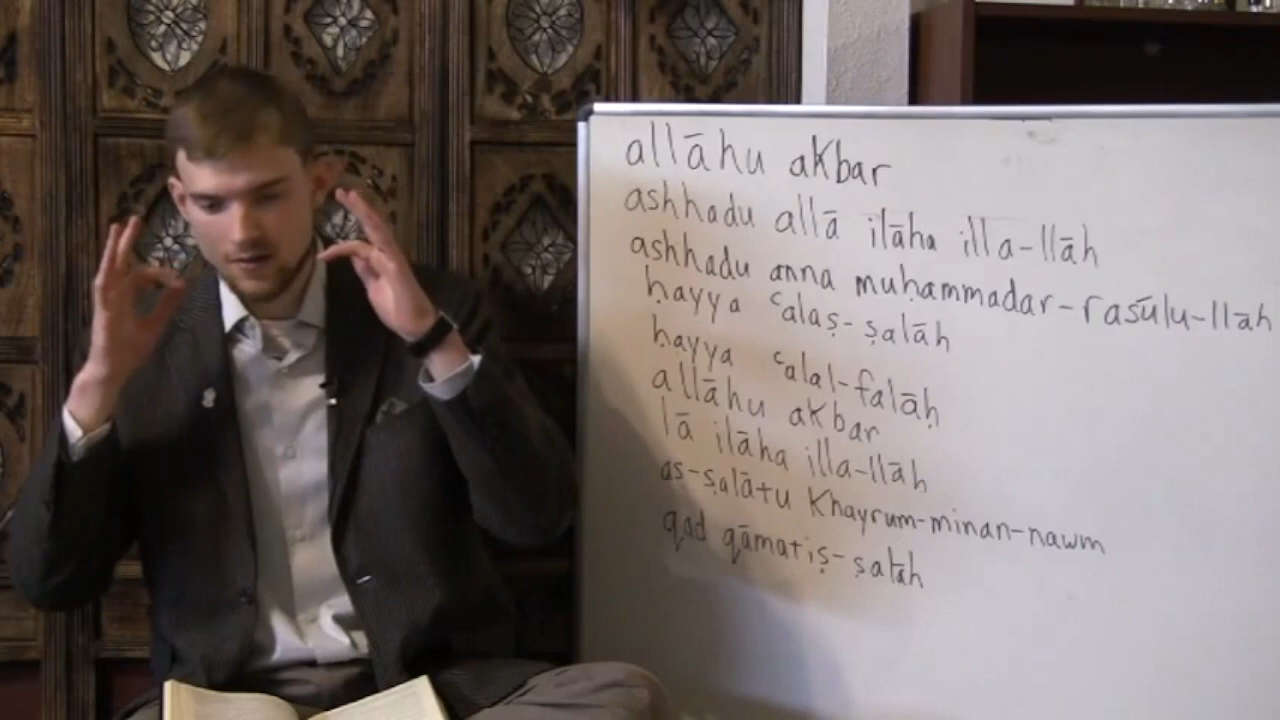 allāhu akbar
ashhadu allā ilāha illa-llāh
ashhadu anna muḥammadar-rasūlu-llāh
ḥayya ʿalaṣ-ṣalāh
ḥayya ʿalal-falāḥ
allāhu akbar
lā ilāha illa-llāh
aṣ-ṣalātu khayrum-minan-nawm
qad qāmatiṣ-ṣalāh